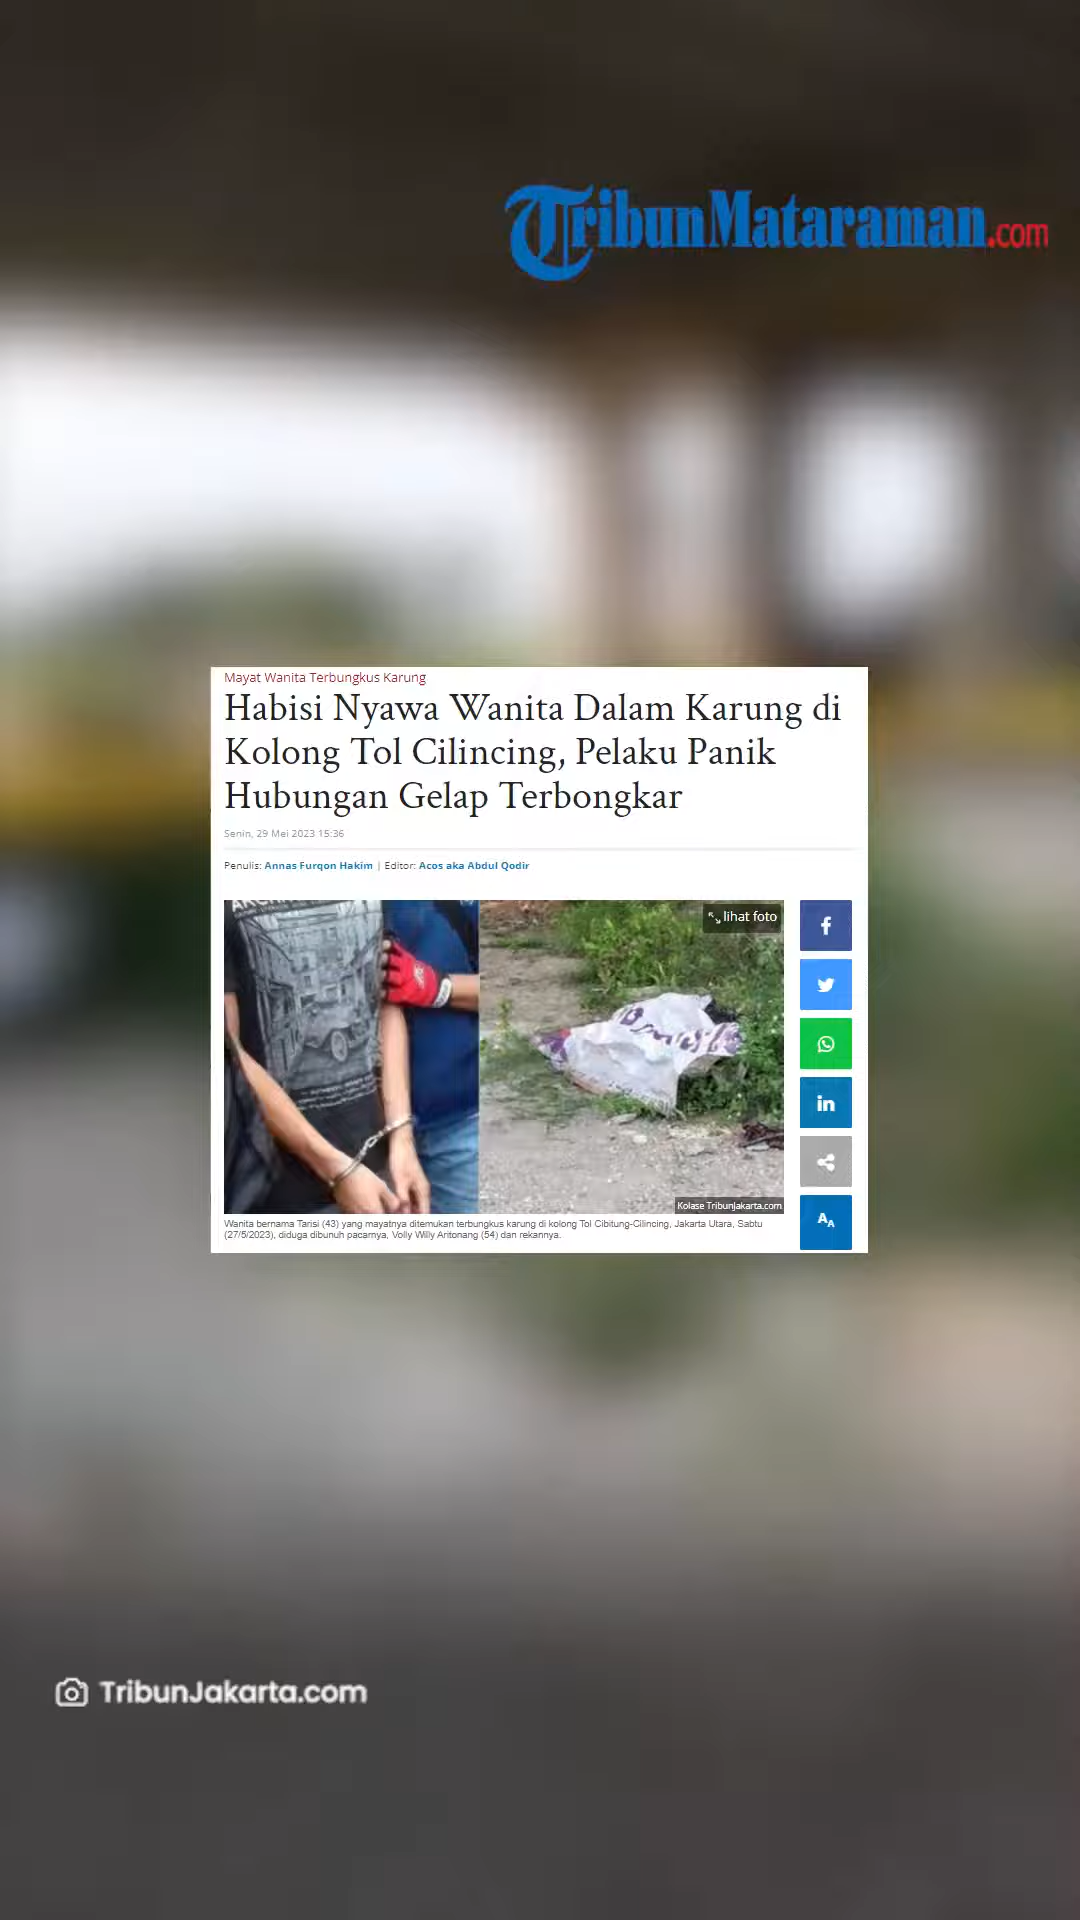 TribunMataraman.com
Mayat Wanita Terbungkus Karung
Habisi Nyawa Wanita Dalam Karung di
Kolong Tol Cilincing, Pelaku Panik
Hubungan Gelap Terbongkar
Senin, 29 Mei 2023 15:36
Penulis: Annas Furqon Hakim | Editor: Acos aka Abdul Qodir
lihat foto
Kolase TribunJakarta.com
Wanita bernama Tarisi (43) yang mayatnya ditemukan terbungkus karung di kolong Tol Cibitung-Cilincing, Jakarta Utara, Sabtu
(27/5/2023), diduga dibunuh pacarnya, Volly Willy Aritonang (54) dan rekannya.
AA
TribunJakarta.com